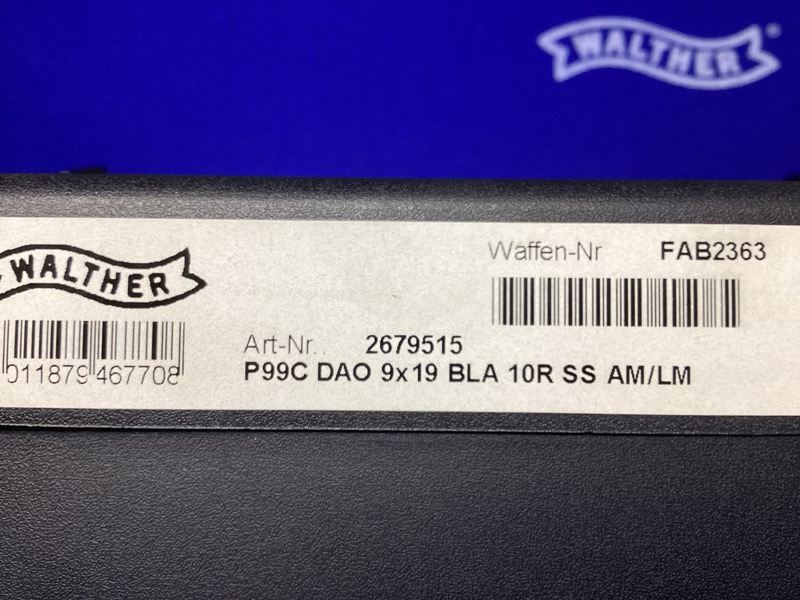 WALTHER
WALTHER
Waffen-Nr FAB2363
011879 467708
Art-Nr. 2679515
P99C DAO 9x19 BLA 10R SS AM/LM